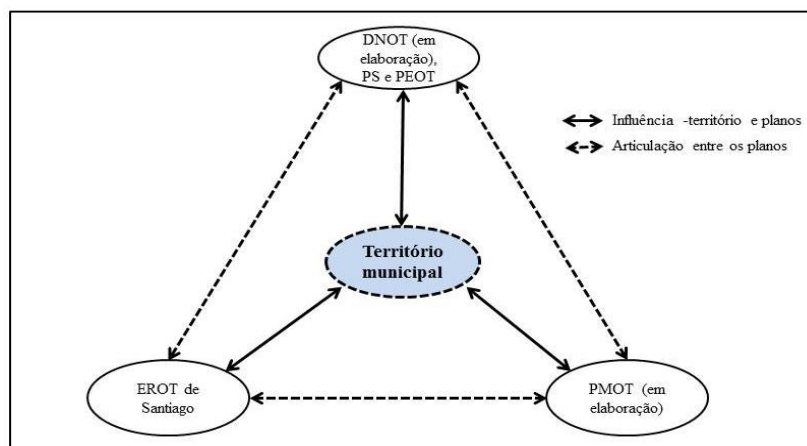 DNOT (em
elaboração),
PS e PEOT
Influência -território e planos
Articulação entre os planos
Território
municipal
EROT de
Santiago
PMOT (em
elaboração)